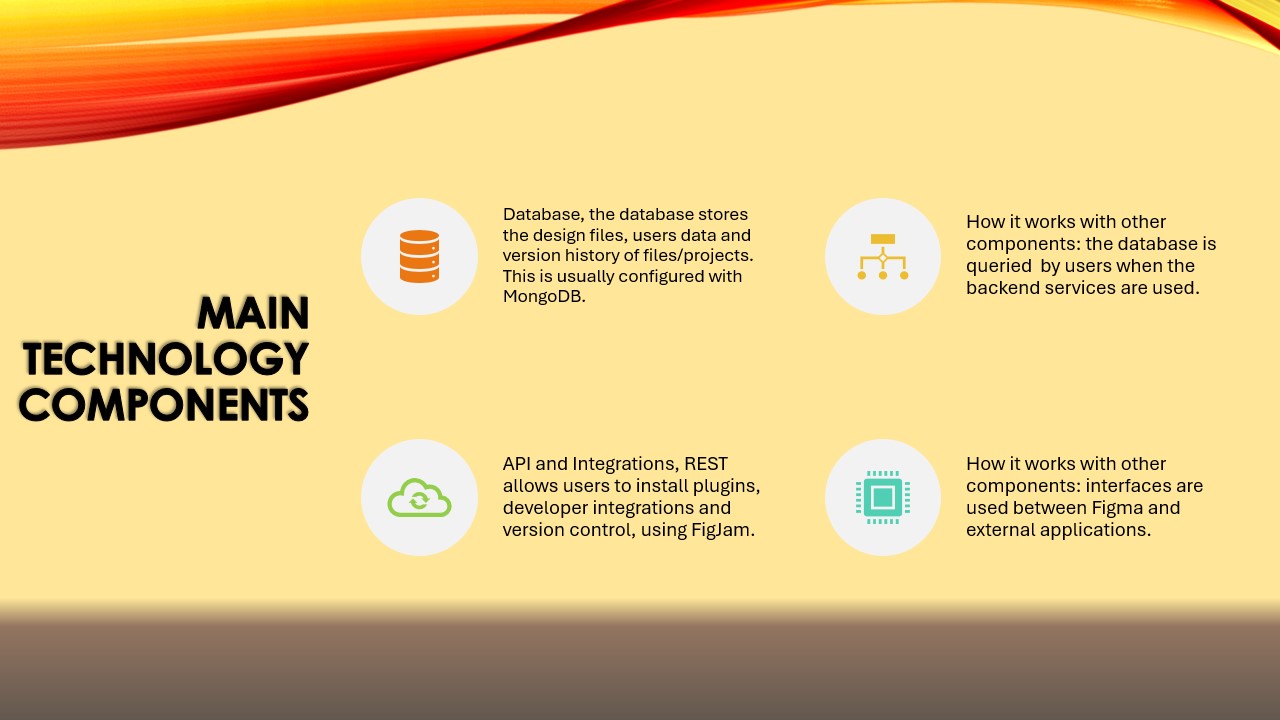 MAIN
TECHNOLOGY
COMPONENTS
Database, the database stores
the design files, users data and
version history of files/projects.
This is usually configured with
MongoDB.
How it works with other
components: the database is
queried  by users when the
backend services are used.
API and Integrations, REST
allows users to install plugins,
developer integrations and
version control, using FigJam.
How it works with other
components: interfaces are
used between Figma and
external applications.